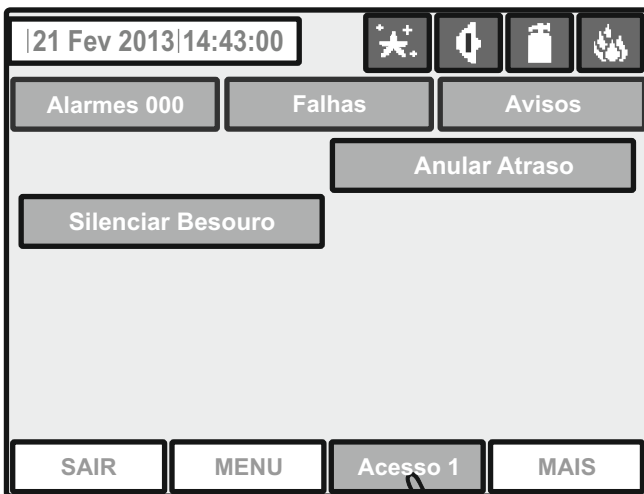 21 Fev 2013 14:43:00
Alarmes 000 Falhas Avisos
Anular Atraso
Silenciar Besouro
SAIR MENU Acesso 1 MAIS